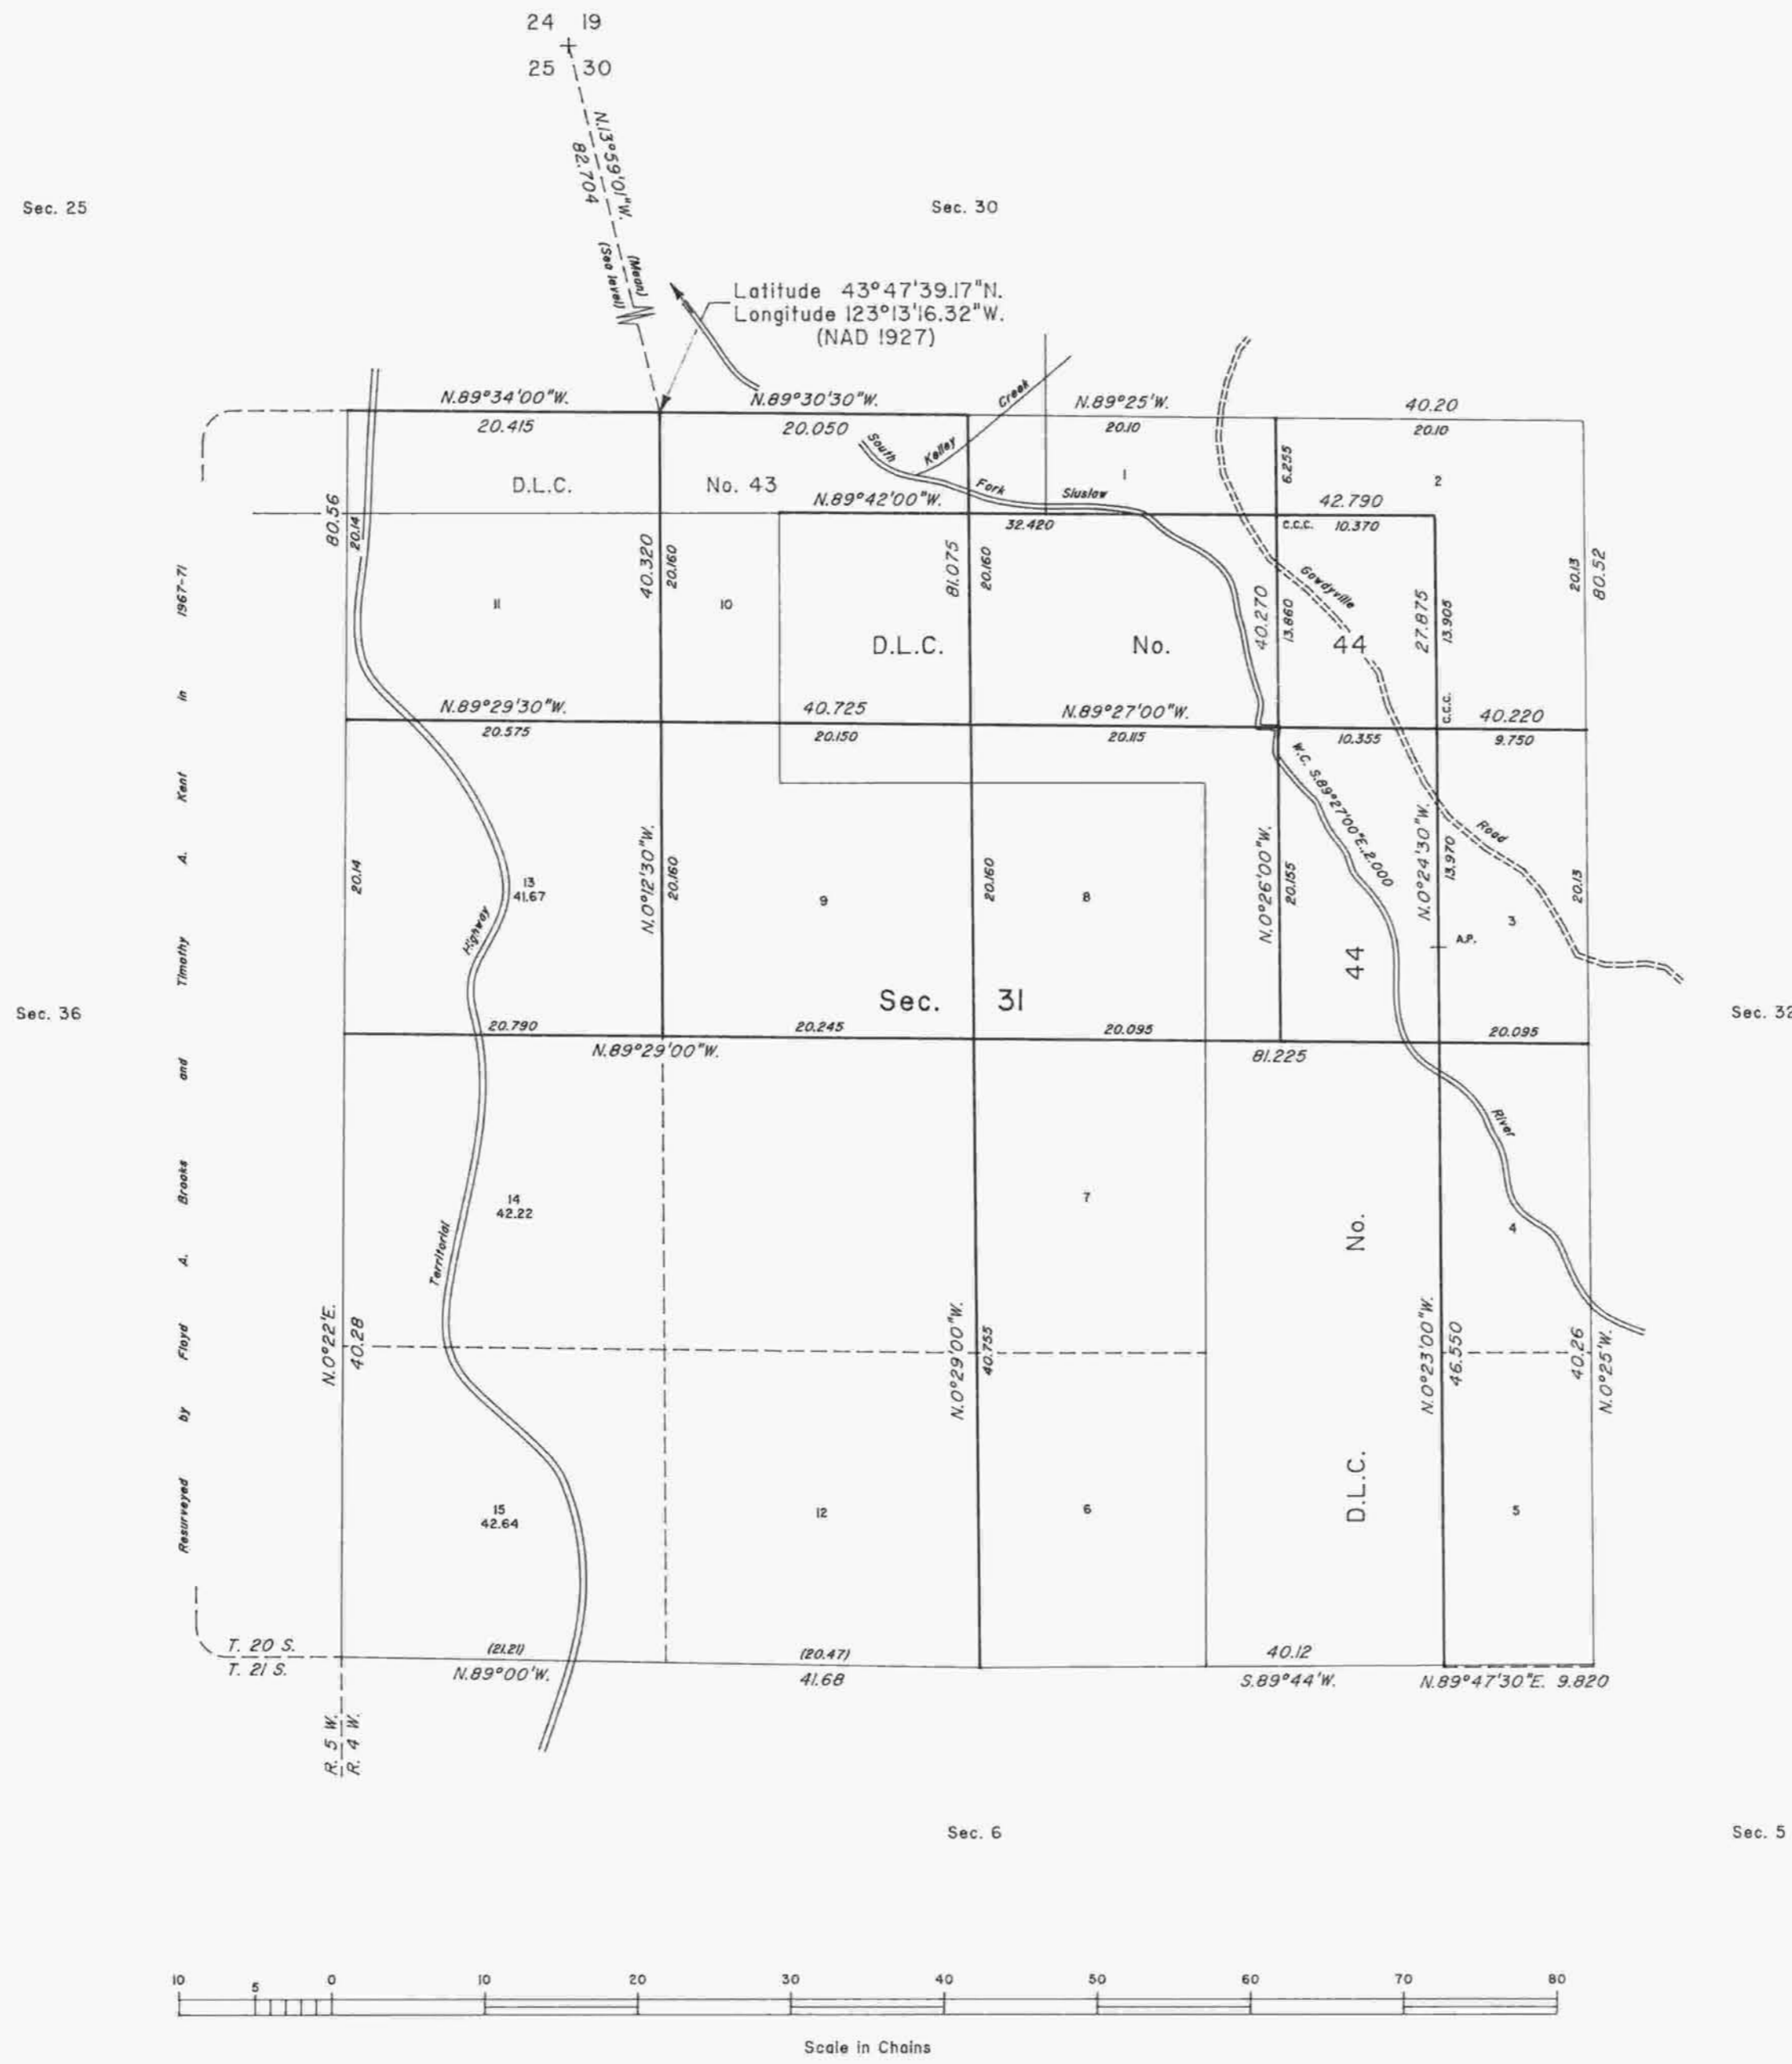 24 19
25 30
N.13°59'01"W.
82.704
(Mean)
(Sea level)
Sec. 25
Sec. 30
Latitude 43°47'39.17"N.
Longitude 123°13'16.32"W.
(NAD 1927)
N.89°34'00"W.
N.89°30'30"W.
N.89°25'W.
40.20
20.415
20.050
20.10
20.10
Kelley Creek
South Fork Siuslaw River
D.L.C. No. 43
1
6.255
2
N.89°42'00"W.
32.420
42.790
C.C.C.
10.370
80.56
20.14
40.320
20.160
81.075
20.160
40.270
13.860
27.875
13.905
20.13
80.52
Gowdyville Road
11
10
D.L.C. No. 44
C.C.C.
N.89°29'30"W.
40.725
N.89°27'00"W.
40.220
20.575
20.150
20.115
10.355
9.750
W.C. S.89°27'00"E., 2.000
20.14
13
41.67
N.0°12'30"W.
20.160
9
20.160
8
N.0°26'00"W.
20.155
N.0°24'30"W.
13.970
A.P.
3
20.13
Territorial Highway
Sec. 36
Sec. 31
Sec. 32
20.790
20.245
20.095
20.095
N.89°29'00"W.
81.225
14
42.22
7
4
D.L.C. No. 44
N.0°22'E.
40.28
N.0°29'00"W.
40.755
N.0°23'00"W.
46.550
40.26
N.0°25'W.
15
42.64
12
6
5
Resurveyed by Floyd A. Brooks and Timothy A. Kent in 1967-71
T. 20 S.
T. 21 S.
(21.21)
(20.47)
40.12
N.89°00'W.
41.68
S.89°44'W.
N.89°47'30"E. 9.820
R. 5 W.
R. 4 W.
Sec. 6
Sec. 5
10 5 0 10 20 30 40 50 60 70 80
Scale in Chains